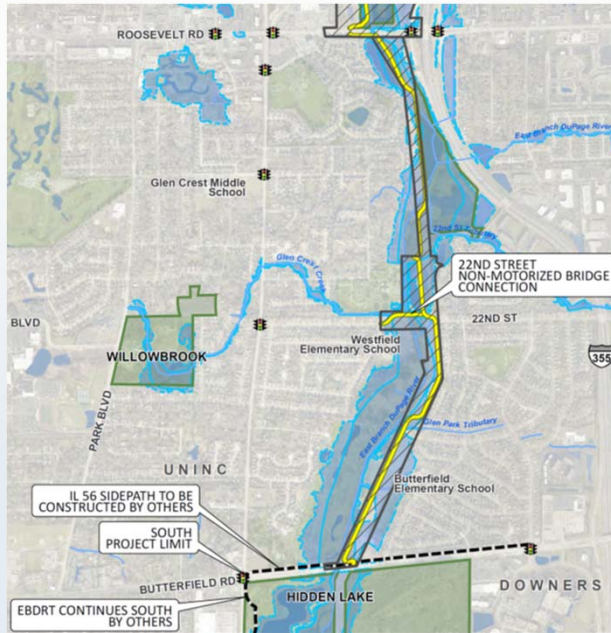 ROOSEVELT RD
East Branch DuPage River
Glen Crest Middle
School
Glen Crest Creek
22ND STREET
NON-MOTORIZED BRIDGE
CONNECTION
BLVD
22ND ST
WILLOWBROOK
Westfield
Elementary School
355
PARK BLVD
East Branch DuPage River
Glen Park Tributary
UNINC
Butterfield
Elementary School
IL 56 SIDEPATH TO BE
CONSTRUCTED BY OTHERS
SOUTH
PROJECT LIMIT
BUTTERFIELD RD
HIDDEN LAKE
DOWNERS
EBDRT CONTINUES SOUTH
BY OTHERS